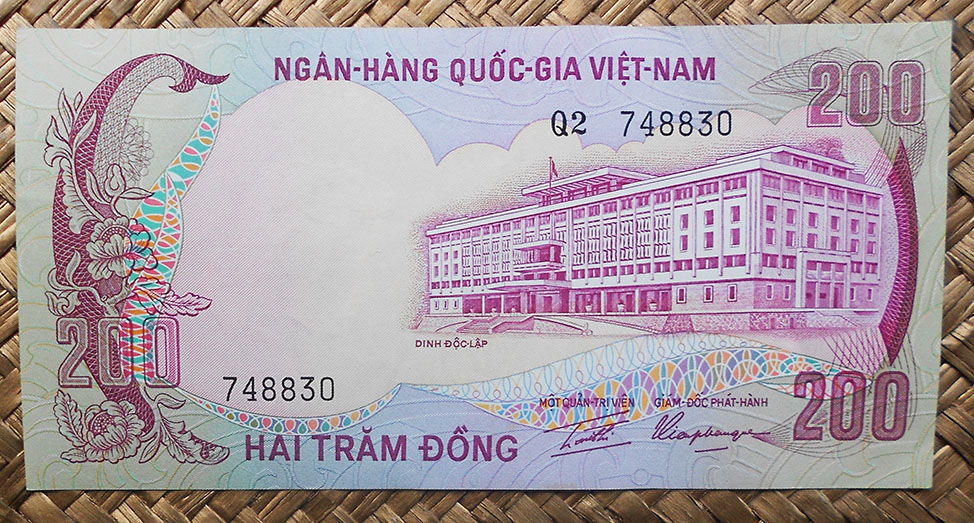 NGÂN-HÀNG QUỐC-GIA VIỆT-NAM
200
Q2 748830
DINH ĐỘC-LẬP
200
748830
MỘT QUẢN-TRỊ VIÊN GIÁM-ĐỐC PHÁT-HÀNH
200
HAI TRĂM ĐỒNG